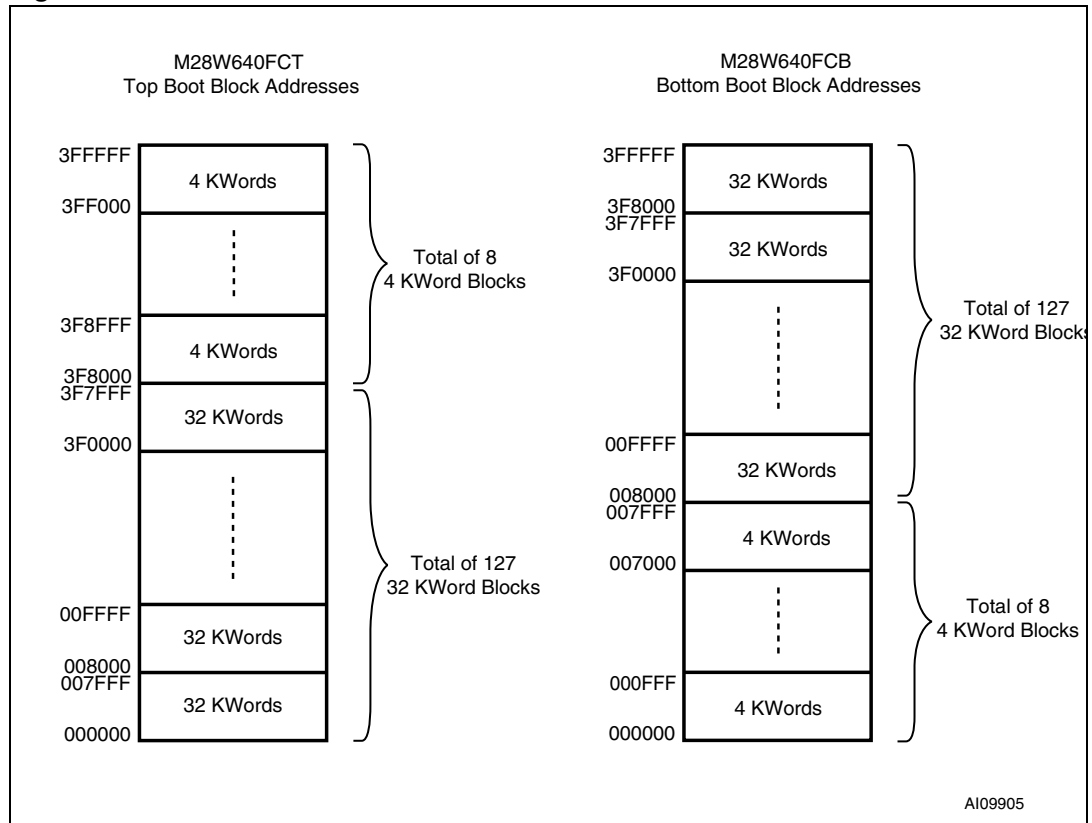 M28W640FCT
Top Boot Block Addresses
3FFFFF
4 KWords
3FF000
Total of 8
4 KWord Blocks
3F8FFF
4 KWords
3F8000
3F7FFF
32 KWords
3F0000
Total of 127
32 KWord Blocks
00FFFF
32 KWords
008000
007FFF
32 KWords
000000
M28W640FCB
Bottom Boot Block Addresses
3FFFFF
32 KWords
3F8000
3F7FFF
32 KWords
3F0000
Total of 127
32 KWord Blocks
00FFFF
32 KWords
008000
007FFF
4 KWords
007000
Total of 8
4 KWord Blocks
000FFF
4 KWords
000000
AI09905